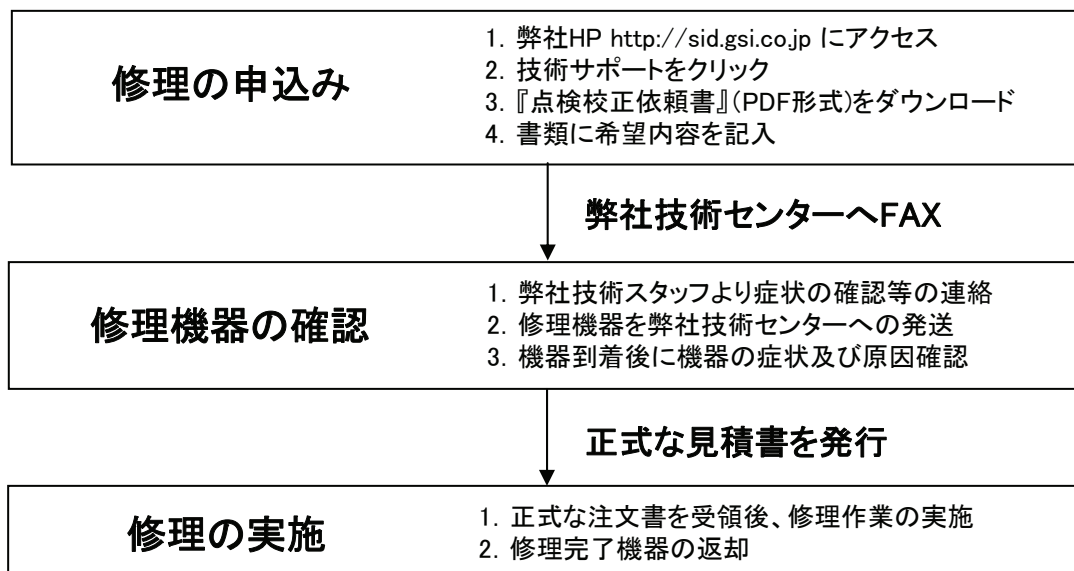 修理の申込み
1. 弊社HP http://sid.gsi.co.jp にアクセス
2. 技術サポートをクリック
3. 『点検校正依頼書』(PDF形式)をダウンロード
4. 書類に希望内容を記入
弊社技術センターへFAX
修理機器の確認
1. 弊社技術スタッフより症状の確認等の連絡
2. 修理機器を弊社技術センターへの発送
3. 機器到着後に機器の症状及び原因確認
正式な見積書を発行
修理の実施
1. 正式な注文書を受領後、修理作業の実施
2. 修理完了機器の返却